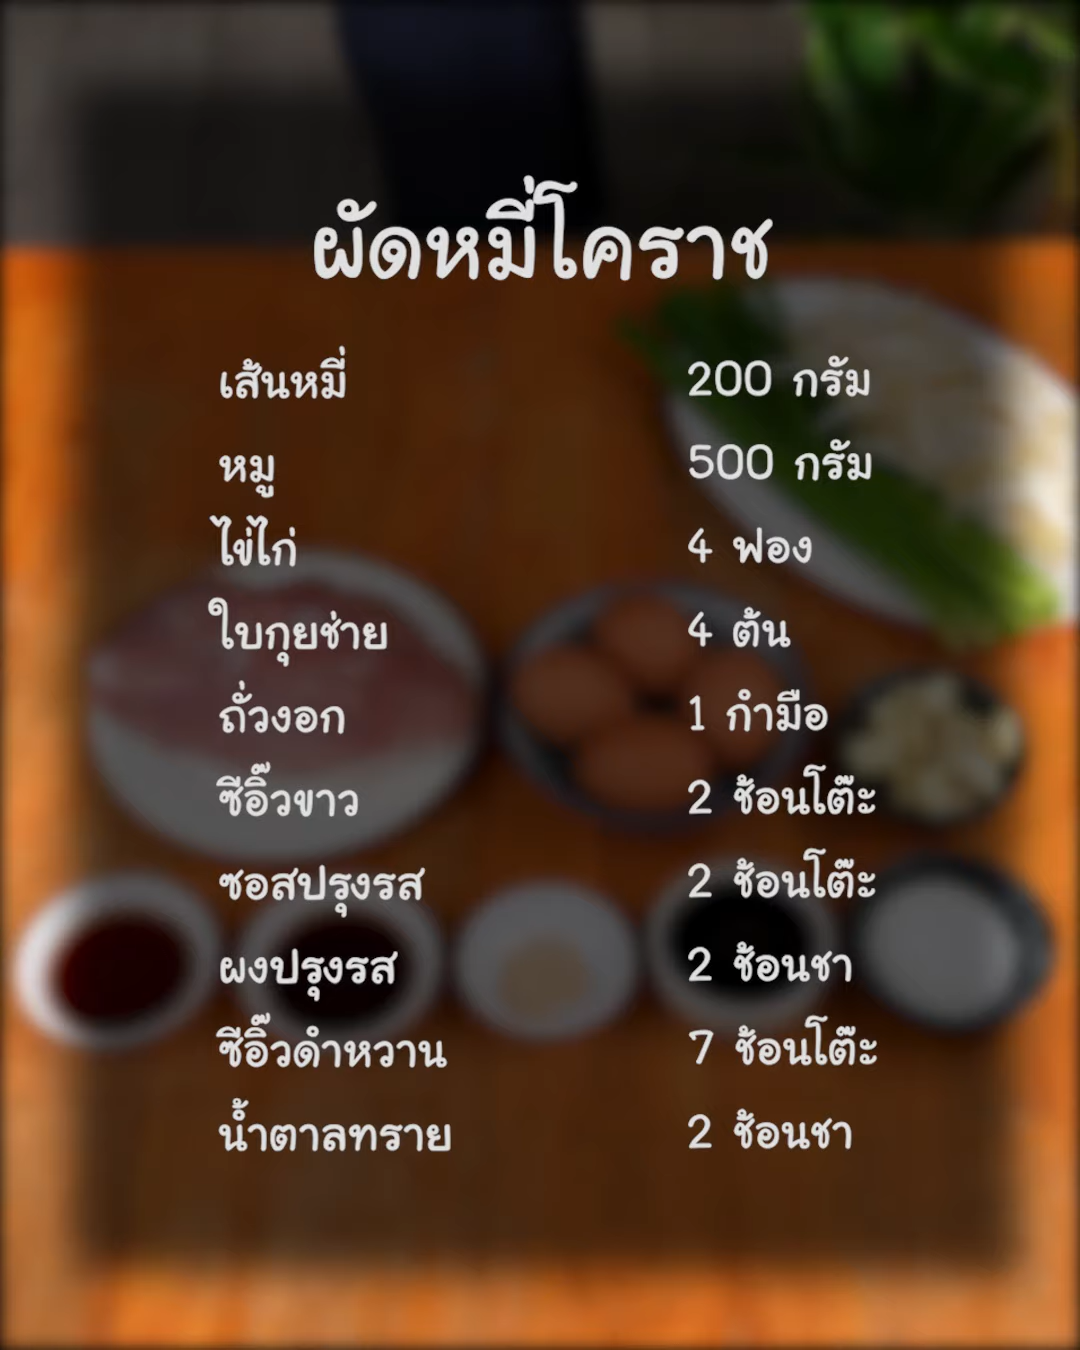 ผัดหมี่โคราช
เส้นหมี่ 200 กรัม
หมู 500 กรัม
ไข่ไก่ 4 ฟอง
ใบกุยช่าย 4 ต้น
ถั่วงอก 1 กำมือ
ซีอิ๊วขาว 2 ช้อนโต๊ะ
ซอสปรุงรส 2 ช้อนโต๊ะ
ผงปรุงรส 2 ช้อนชา
ซีอิ๊วดำหวาน 7 ช้อนโต๊ะ
น้ำตาลทราย 2 ช้อนชา